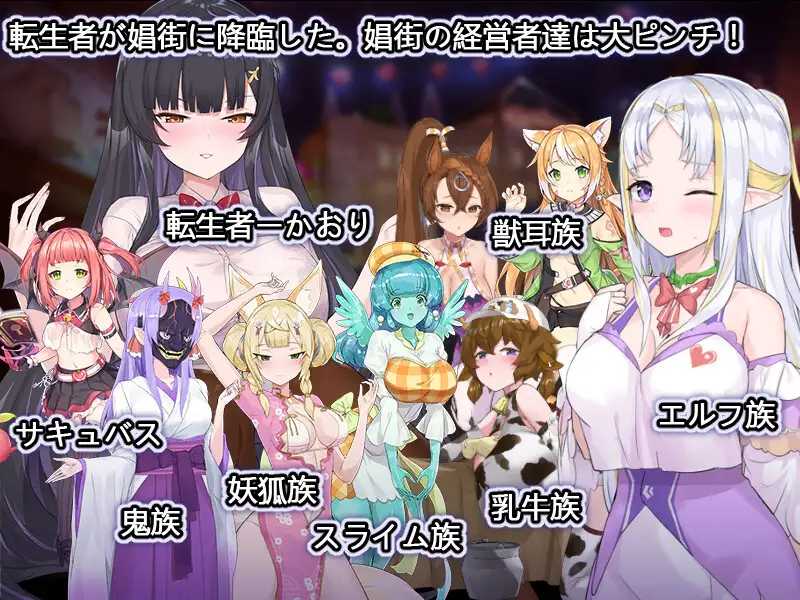 転生者が娼街に降臨した。娼街の経営者達は大ピンチ！
転生者ーかおり
獣耳族
サキュバス
エルフ族
妖狐族
乳牛族
鬼族
スライム族